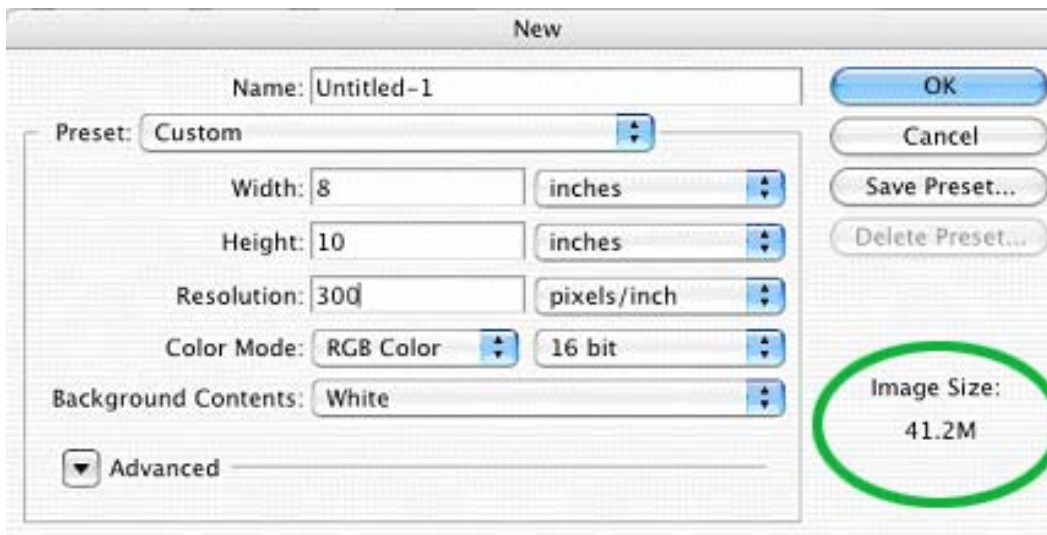 New
Name: Untitled-1
OK
Preset: Custom
Cancel
Width: 8 inches
Save Preset...
Height: 10 inches
Delete Preset...
Resolution: 300 pixels/inch
Color Mode: RGB Color 16 bit
Background Contents: White
Image Size:
41.2M
Advanced